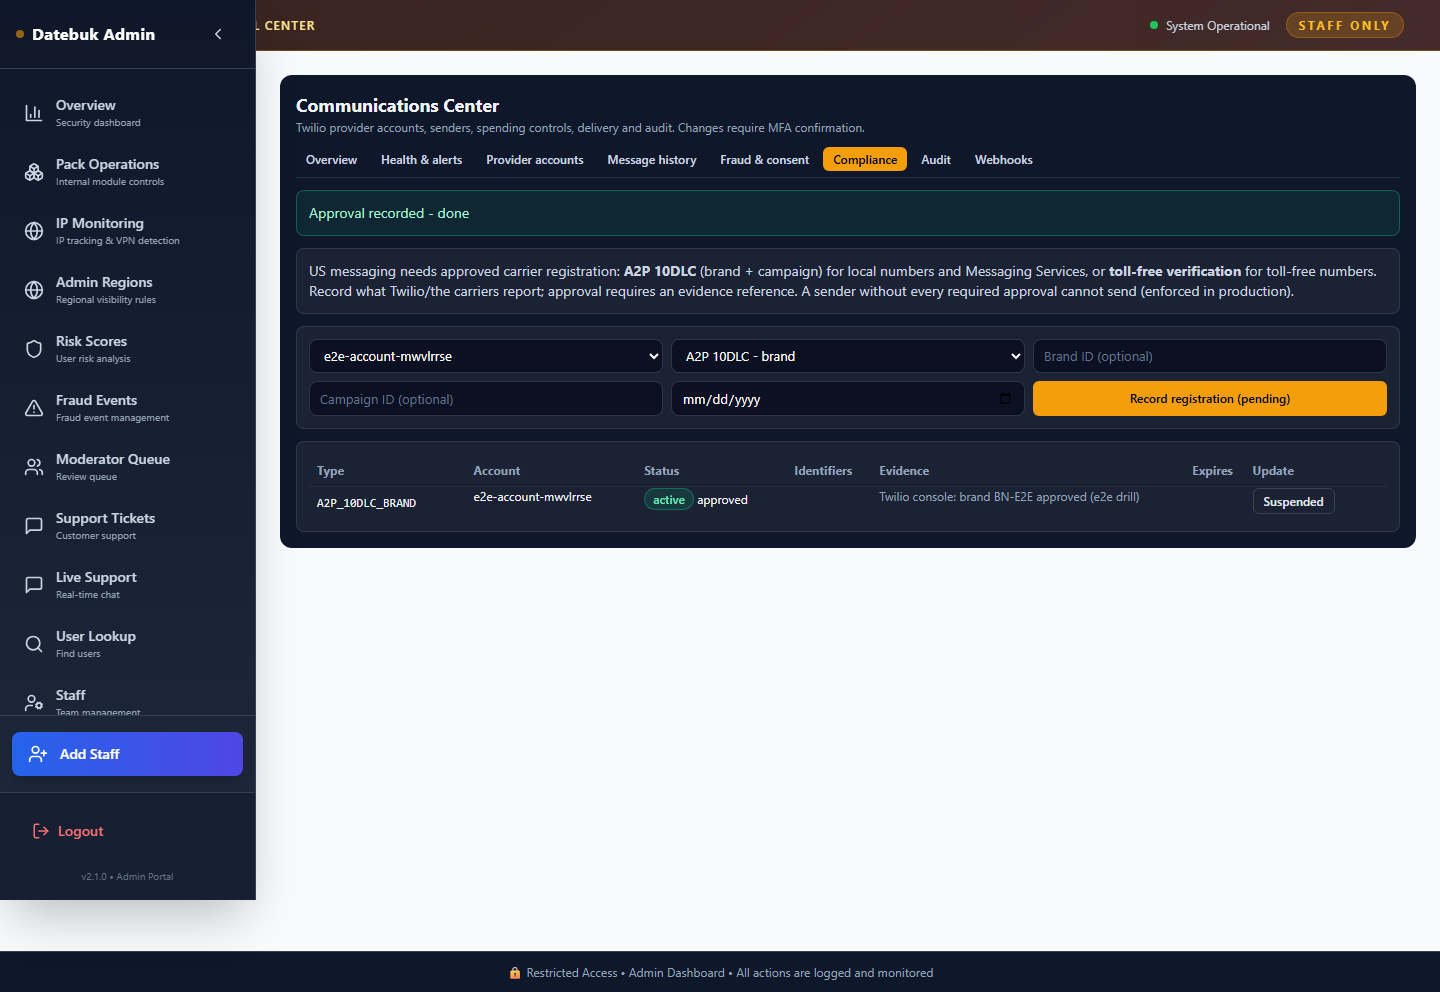 Datebuk Admin
L CENTER
System Operational
STAFF ONLY
Overview
Security dashboard
Pack Operations
Internal module controls
IP Monitoring
IP tracking & VPN detection
Admin Regions
Regional visibility rules
Risk Scores
User risk analysis
Fraud Events
Fraud event management
Moderator Queue
Review queue
Support Tickets
Customer support
Live Support
Real-time chat
User Lookup
Find users
Staff
Team management
Add Staff
Logout
v2.1.0 • Admin Portal
Communications Center
Twilio provider accounts, senders, spending controls, delivery and audit. Changes require MFA confirmation.
Overview Health & alerts Provider accounts Message history Fraud & consent Compliance Audit Webhooks
Approval recorded - done
US messaging needs approved carrier registration: A2P 10DLC (brand + campaign) for local numbers and Messaging Services, or toll-free verification for toll-free numbers.
Record what Twilio/the carriers report; approval requires an evidence reference. A sender without every required approval cannot send (enforced in production).
e2e-account-mwvlrrse A2P 10DLC - brand Brand ID (optional)
Campaign ID (optional) mm/dd/yyyy Record registration (pending)
Type Account Status Identifiers Evidence Expires Update
A2P_10DLC_BRAND e2e-account-mwvlrrse active approved Twilio console: brand BN-E2E approved (e2e drill) Suspended
Restricted Access • Admin Dashboard • All actions are logged and monitored